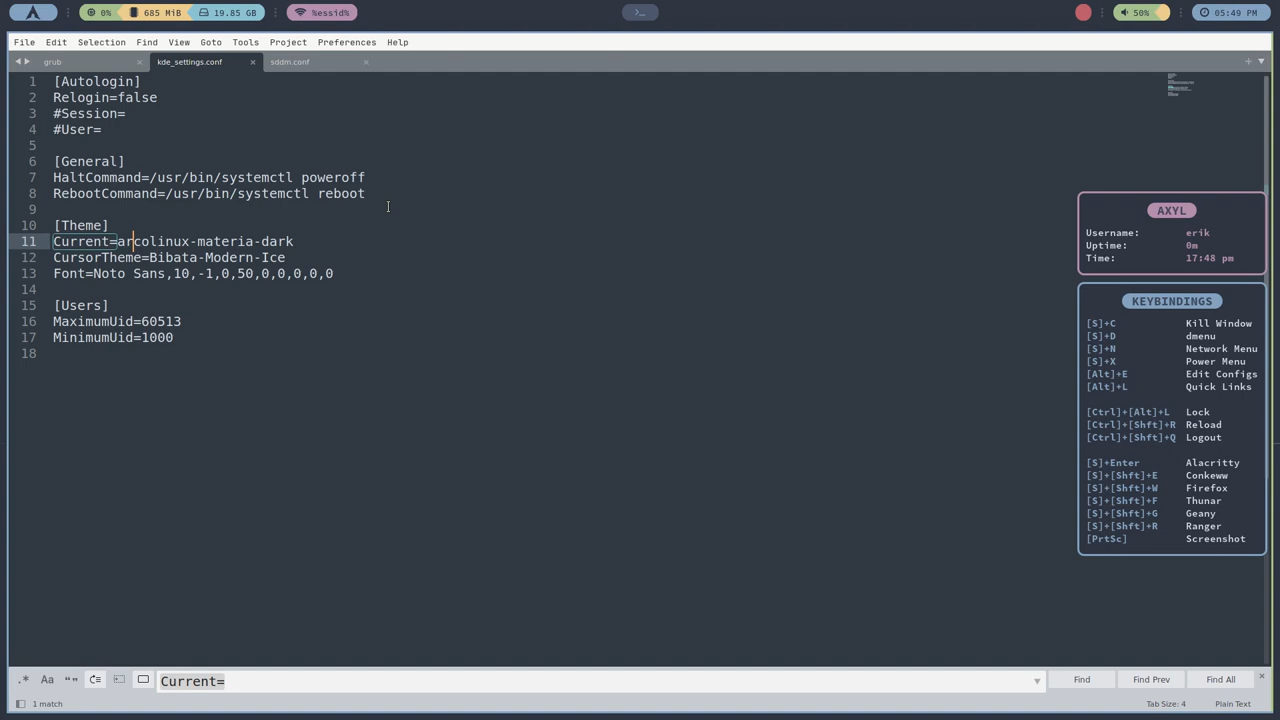 0%
685 MiB
19.85 GB
%essid%
>_
50%
05:49 PM
File Edit Selection Find View Goto Tools Project Preferences Help
grub
kde_settings.conf
sddm.conf
1 [Autologin]
2 Relogin=false
3 #Session=
4 #User=
5
6 [General]
7 HaltCommand=/usr/bin/systemctl poweroff
8 RebootCommand=/usr/bin/systemctl reboot
9
10 [Theme]
11 Current=arcolinux-materia-dark
12 CursorTheme=Bibata-Modern-Ice
13 Font=Noto Sans,10,-1,0,50,0,0,0,0,0
14
15 [Users]
16 MaximumUid=60513
17 MinimumUid=1000
18
AXYL
Username: erik
Uptime: 0m
Time: 17:48 pm
KEYBINDINGS
[S]+C Kill Window
[S]+D dmenu
[S]+N Network Menu
[S]+X Power Menu
[Alt]+E Edit Configs
[Alt]+L Quick Links
[Ctrl]+[Alt]+L Lock
[Ctrl]+[Shft]+R Reload
[Ctrl]+[Shft]+Q Logout
[S]+Enter Alacritty
[S]+[Shft]+E Conkeww
[S]+[Shft]+W Firefox
[S]+[Shft]+F Thunar
[S]+[Shft]+G Geany
[S]+[Shft]+R Ranger
[PrtSc] Screenshot
.* Aa “” Current= Find Find Prev Find All
1 match Tab Size: 4 Plain Text